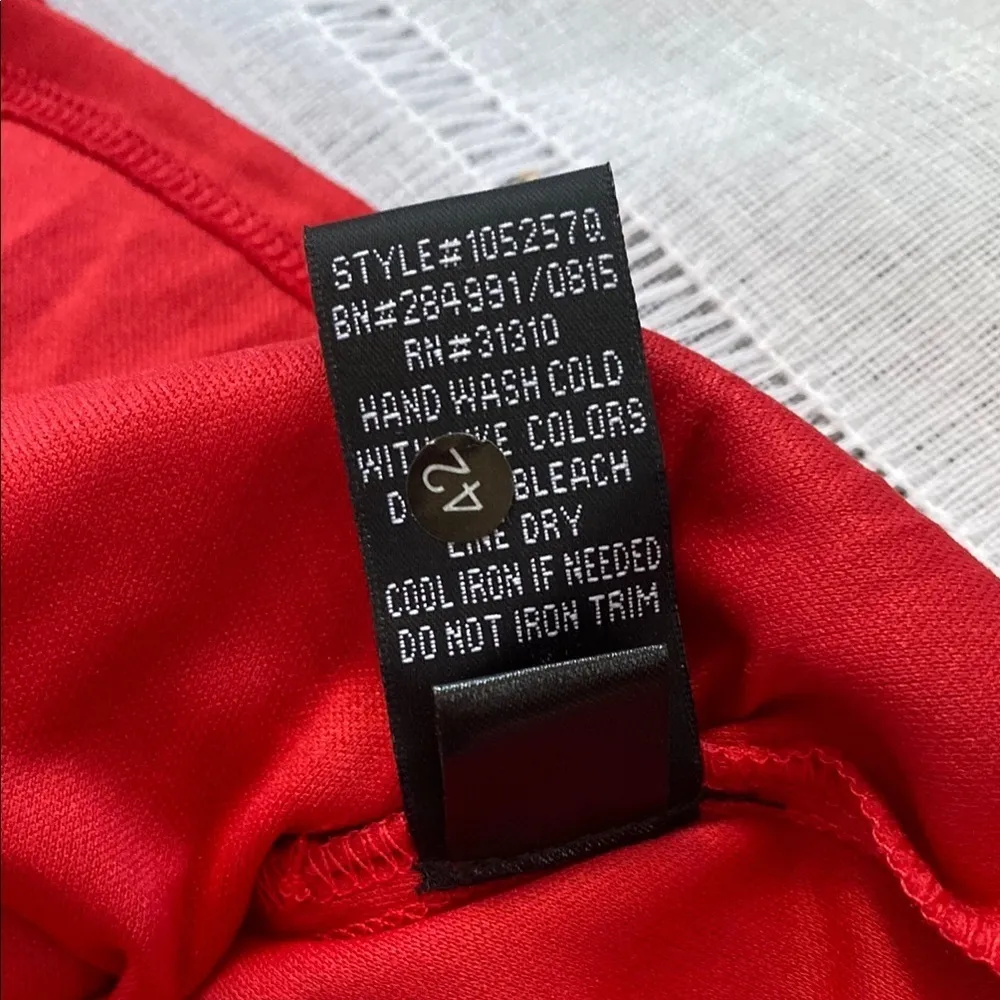 STYLE#105257Q
BN#284991/0815
RN#31310
HAND WASH COLD
COLORS
42
BLEACH
LINE DRY
COOL IRON IF NEEDED
DO NOT IRON TRIM